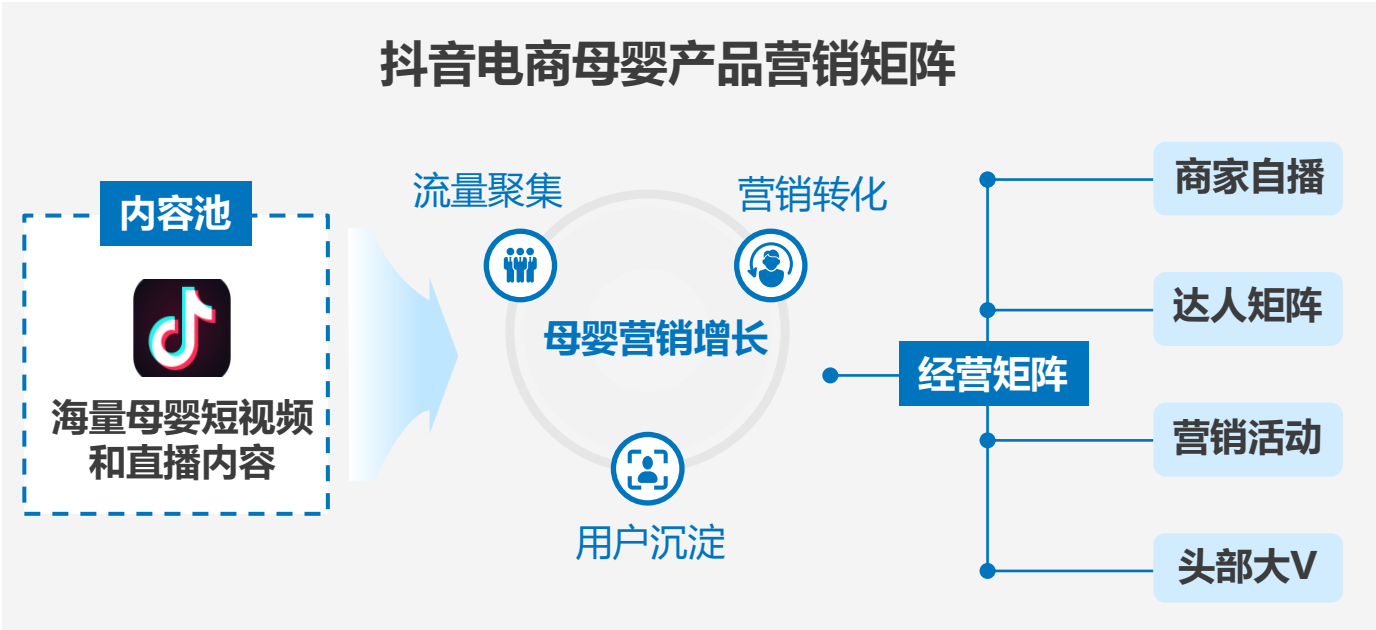 抖音电商母婴产品营销矩阵
内容池
海量母婴短视频
和直播内容
流量聚集
营销转化
母婴营销增长
用户沉淀
经营矩阵
商家自播
达人矩阵
营销活动
头部大V